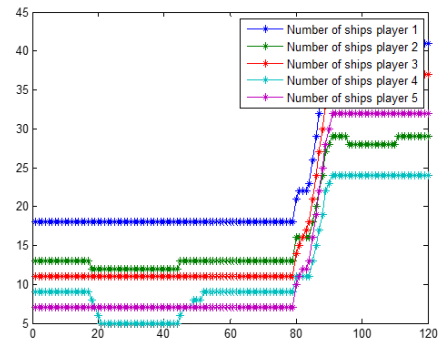 45
40
35
30
25
20
15
10
5
Number of ships player 1
Number of ships player 2
Number of ships player 3
Number of ships player 4
Number of ships player 5
0 20 40 60 80 100 120